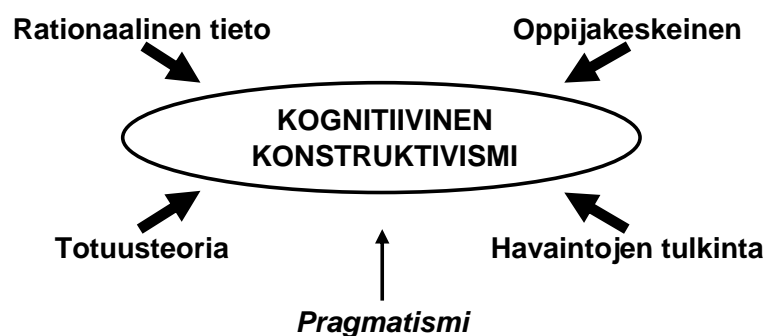 Rationaalinen tieto
Oppijakeskeinen
KOGNITIIVINEN
KONSTRUKTIVISMI
Totuusteoria
Havaintojen tulkinta
Pragmatismi